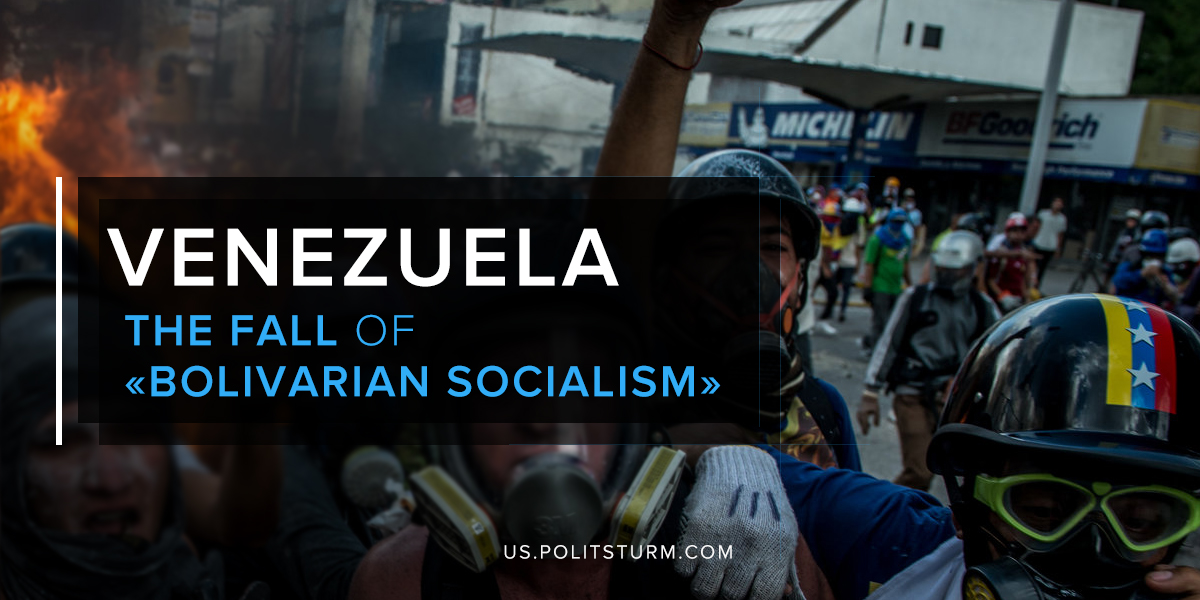 MICHELIN
BFGoodrich
VENEZUELA
THE FALL OF
«BOLIVARIAN SOCIALISM»
US.POLITSTURM.COM